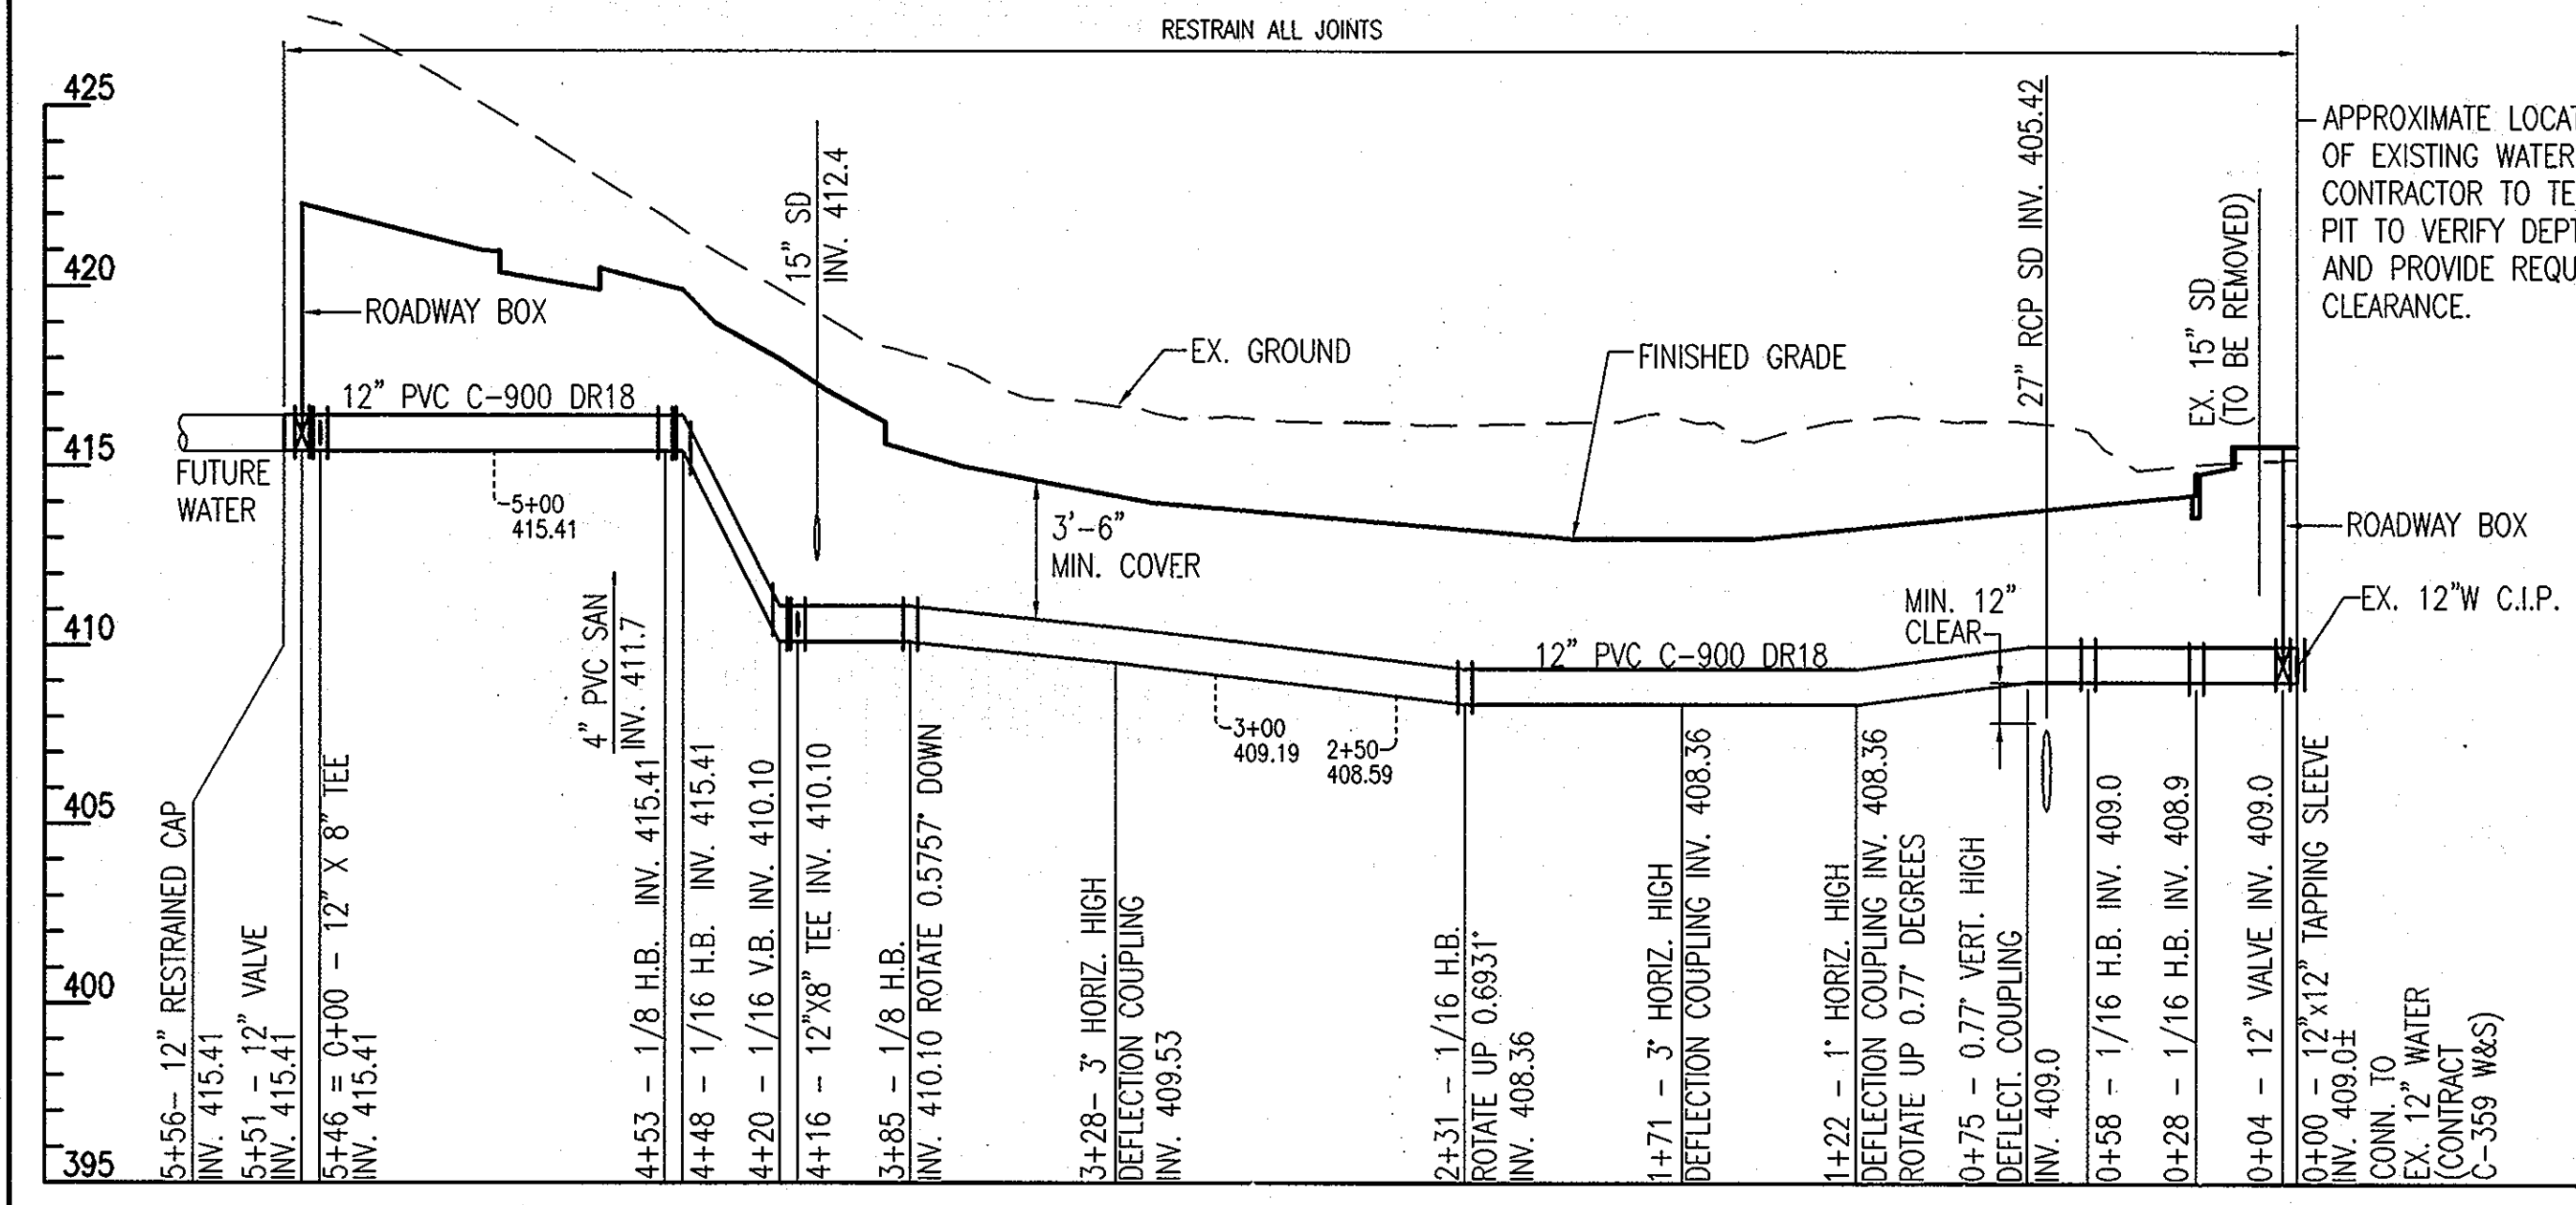 RESTRAIN ALL JOINTS
425
420
415
410
405
400
395
15" SD
INV. 412.4
27" RCP SD INV. 405.42
EX. 15" SD
(TO BE REMOVED)
APPROXIMATE LOCAT
OF EXISTING WATER
CONTRACTOR TO TE
PIT TO VERIFY DEPT
AND PROVIDE REQU
CLEARANCE.
ROADWAY BOX
EX. GROUND
FINISHED GRADE
12" PVC C-900 DR18
FUTURE
WATER
5+00
415.41
3'-6"
MIN. COVER
ROADWAY BOX
4" PVC SAN
INV. 411.7
MIN. 12"
CLEAR
EX. 12"W C.I.P.
12" PVC C-900 DR18
3+00
409.19
2+50
408.59
5+56- 12" RESTRAINED CAP
INV. 415.41
5+51 - 12" VALVE
INV. 415.41
5+46 = 0+00 - 12" X 8" TEE
INV. 415.41
4+53 - 1/8 H.B. INV. 415.41
4+48 - 1/16 H.B. INV. 415.41
4+20 - 1/16 V.B. INV. 410.10
4+16 - 12"X8" TEE INV. 410.10
3+85 - 1/8 H.B.
INV. 410.10 ROTATE 0.5757° DOWN
3+28- 3° HORIZ. HIGH
DEFLECTION COUPLING
INV. 409.53
2+31 - 1/16 H.B.
ROTATE UP 0.6931°
INV. 408.36
1+71 - 3° HORIZ. HIGH
DEFLECTION COUPLING INV. 408.36
1+22 - 1° HORIZ. HIGH
DEFLECTION COUPLING INV. 408.36
ROTATE UP 0.77° DEGREES
0+75 - 0.77° VERT. HIGH
DEFLECT. COUPLING
INV. 409.0
0+58 - 1/16 H.B. INV. 409.0
0+28 - 1/16 H.B. INV. 408.9
0+04 - 12" VALVE INV. 409.0
0+00 - 12"x12" TAPPING SLEEVE
INV. 409.0±
CONN. TO
EX. 12" WATER
(CONTRACT
C-359 W&S)